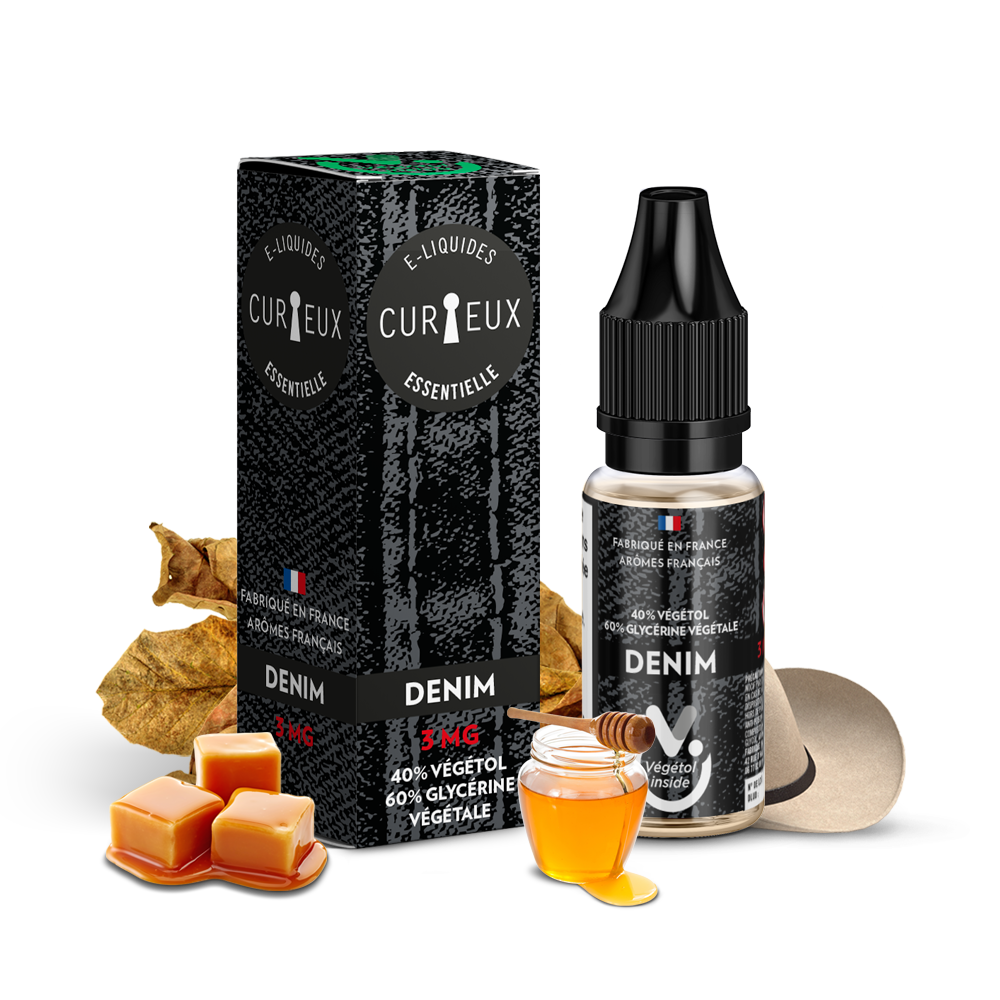 E-LIQUIDES
CURIEUX
ESSENTIELLE
FABRIQUÉ EN FRANCE
ARÔMES FRANÇAIS
DENIM
3 MG
E-LIQUIDES
CURIEUX
ESSENTIELLE
DENIM
3 MG
40% VÉGÉTOL
60% GLYCÉRINE
VÉGÉTALE
FABRIQUÉ EN FRANCE
ARÔMES FRANÇAIS
40% VÉGÉTOL
60% GLYCÉRINE VÉGÉTALE
DENIM
V.
Végétol
inside